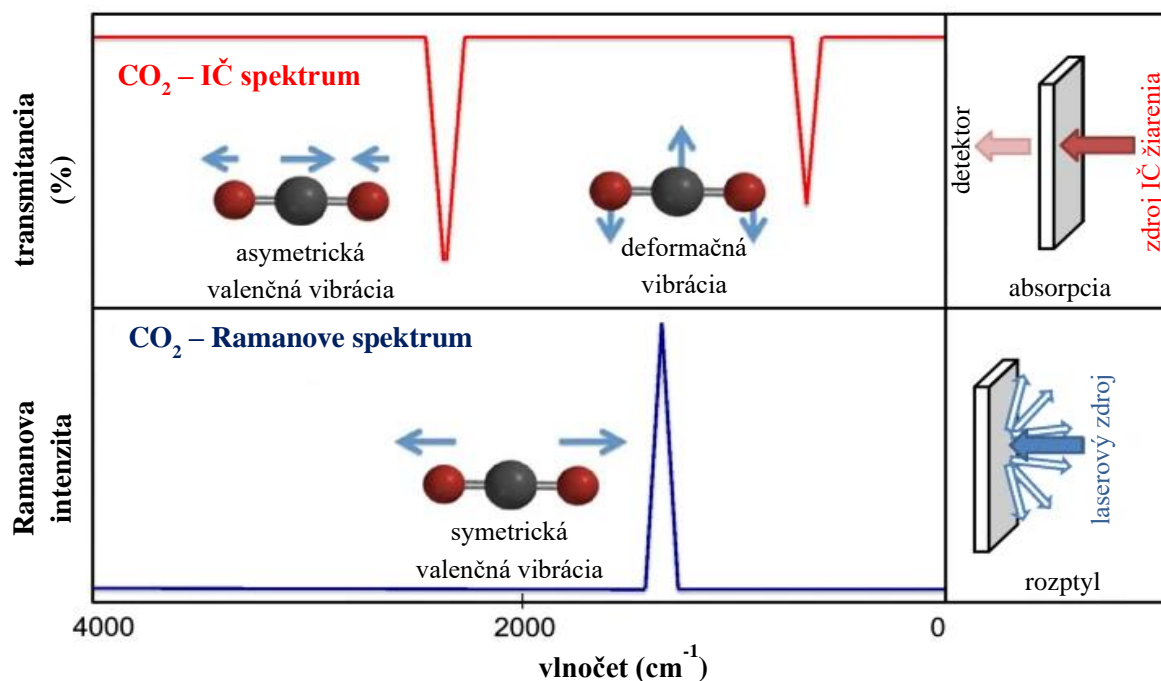 transmitancia
(%)
CO2 – IČ spektrum
asymetrická
valenčná vibrácia
deformačná
vibrácia
detektor
zdroj IČ žiarenia
absorpcia
Ramanova
intenzita
CO2 – Ramanove spektrum
symetrická
valenčná vibrácia
laserový zdroj
rozptyl
4000
2000
0
vlnočet (cm-1)